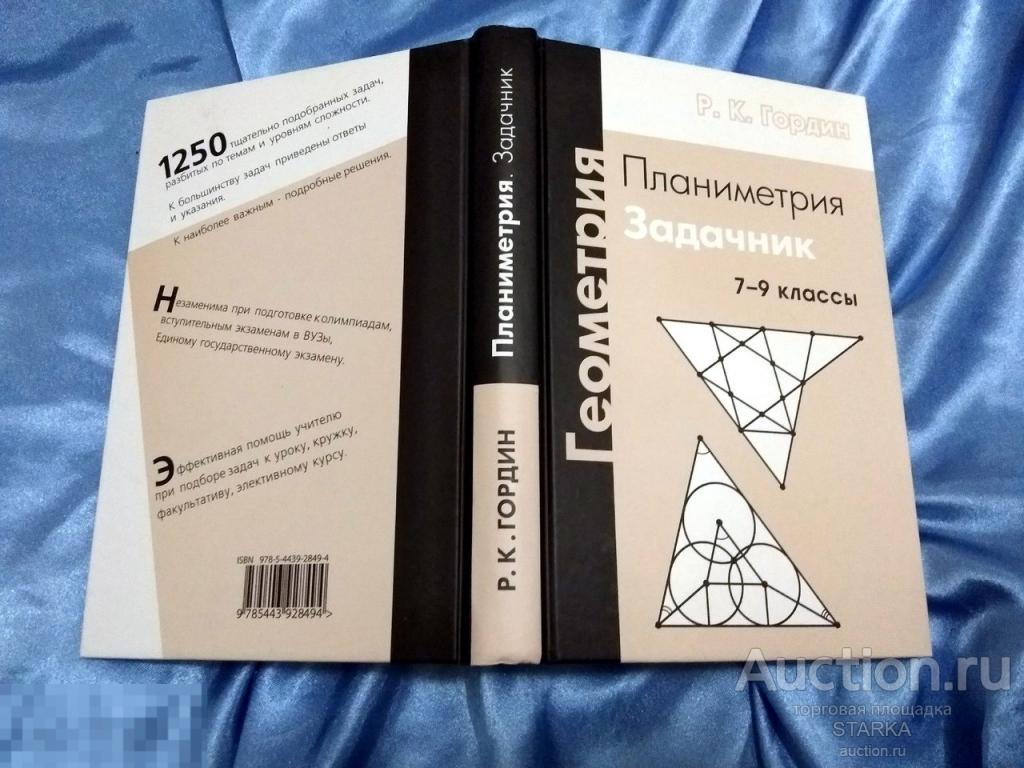 1250 тщательно подобранных задач,
разбитых по темам и уровням сложности.
К большинству задач приведены ответы
и указания.
К наиболее важным - подробные решения.
Незаменима при подготовке к олимпиадам,
вступительным экзаменам в ВУЗы,
Единому государственному экзамену.
Эффективная помощь учителю
при подборе задач к уроку, кружку,
факультативу, элективному курсу.
ISBN 978-5-4439-2849-4
9 785443 928494 >
Р. К. ГОРДИН Планиметрия. Задачник
Геометрия
Р. К. Гордин
Планиметрия
Задачник
7–9 классы
Auction.ru
торговая площадка
STARKA
auction.ru